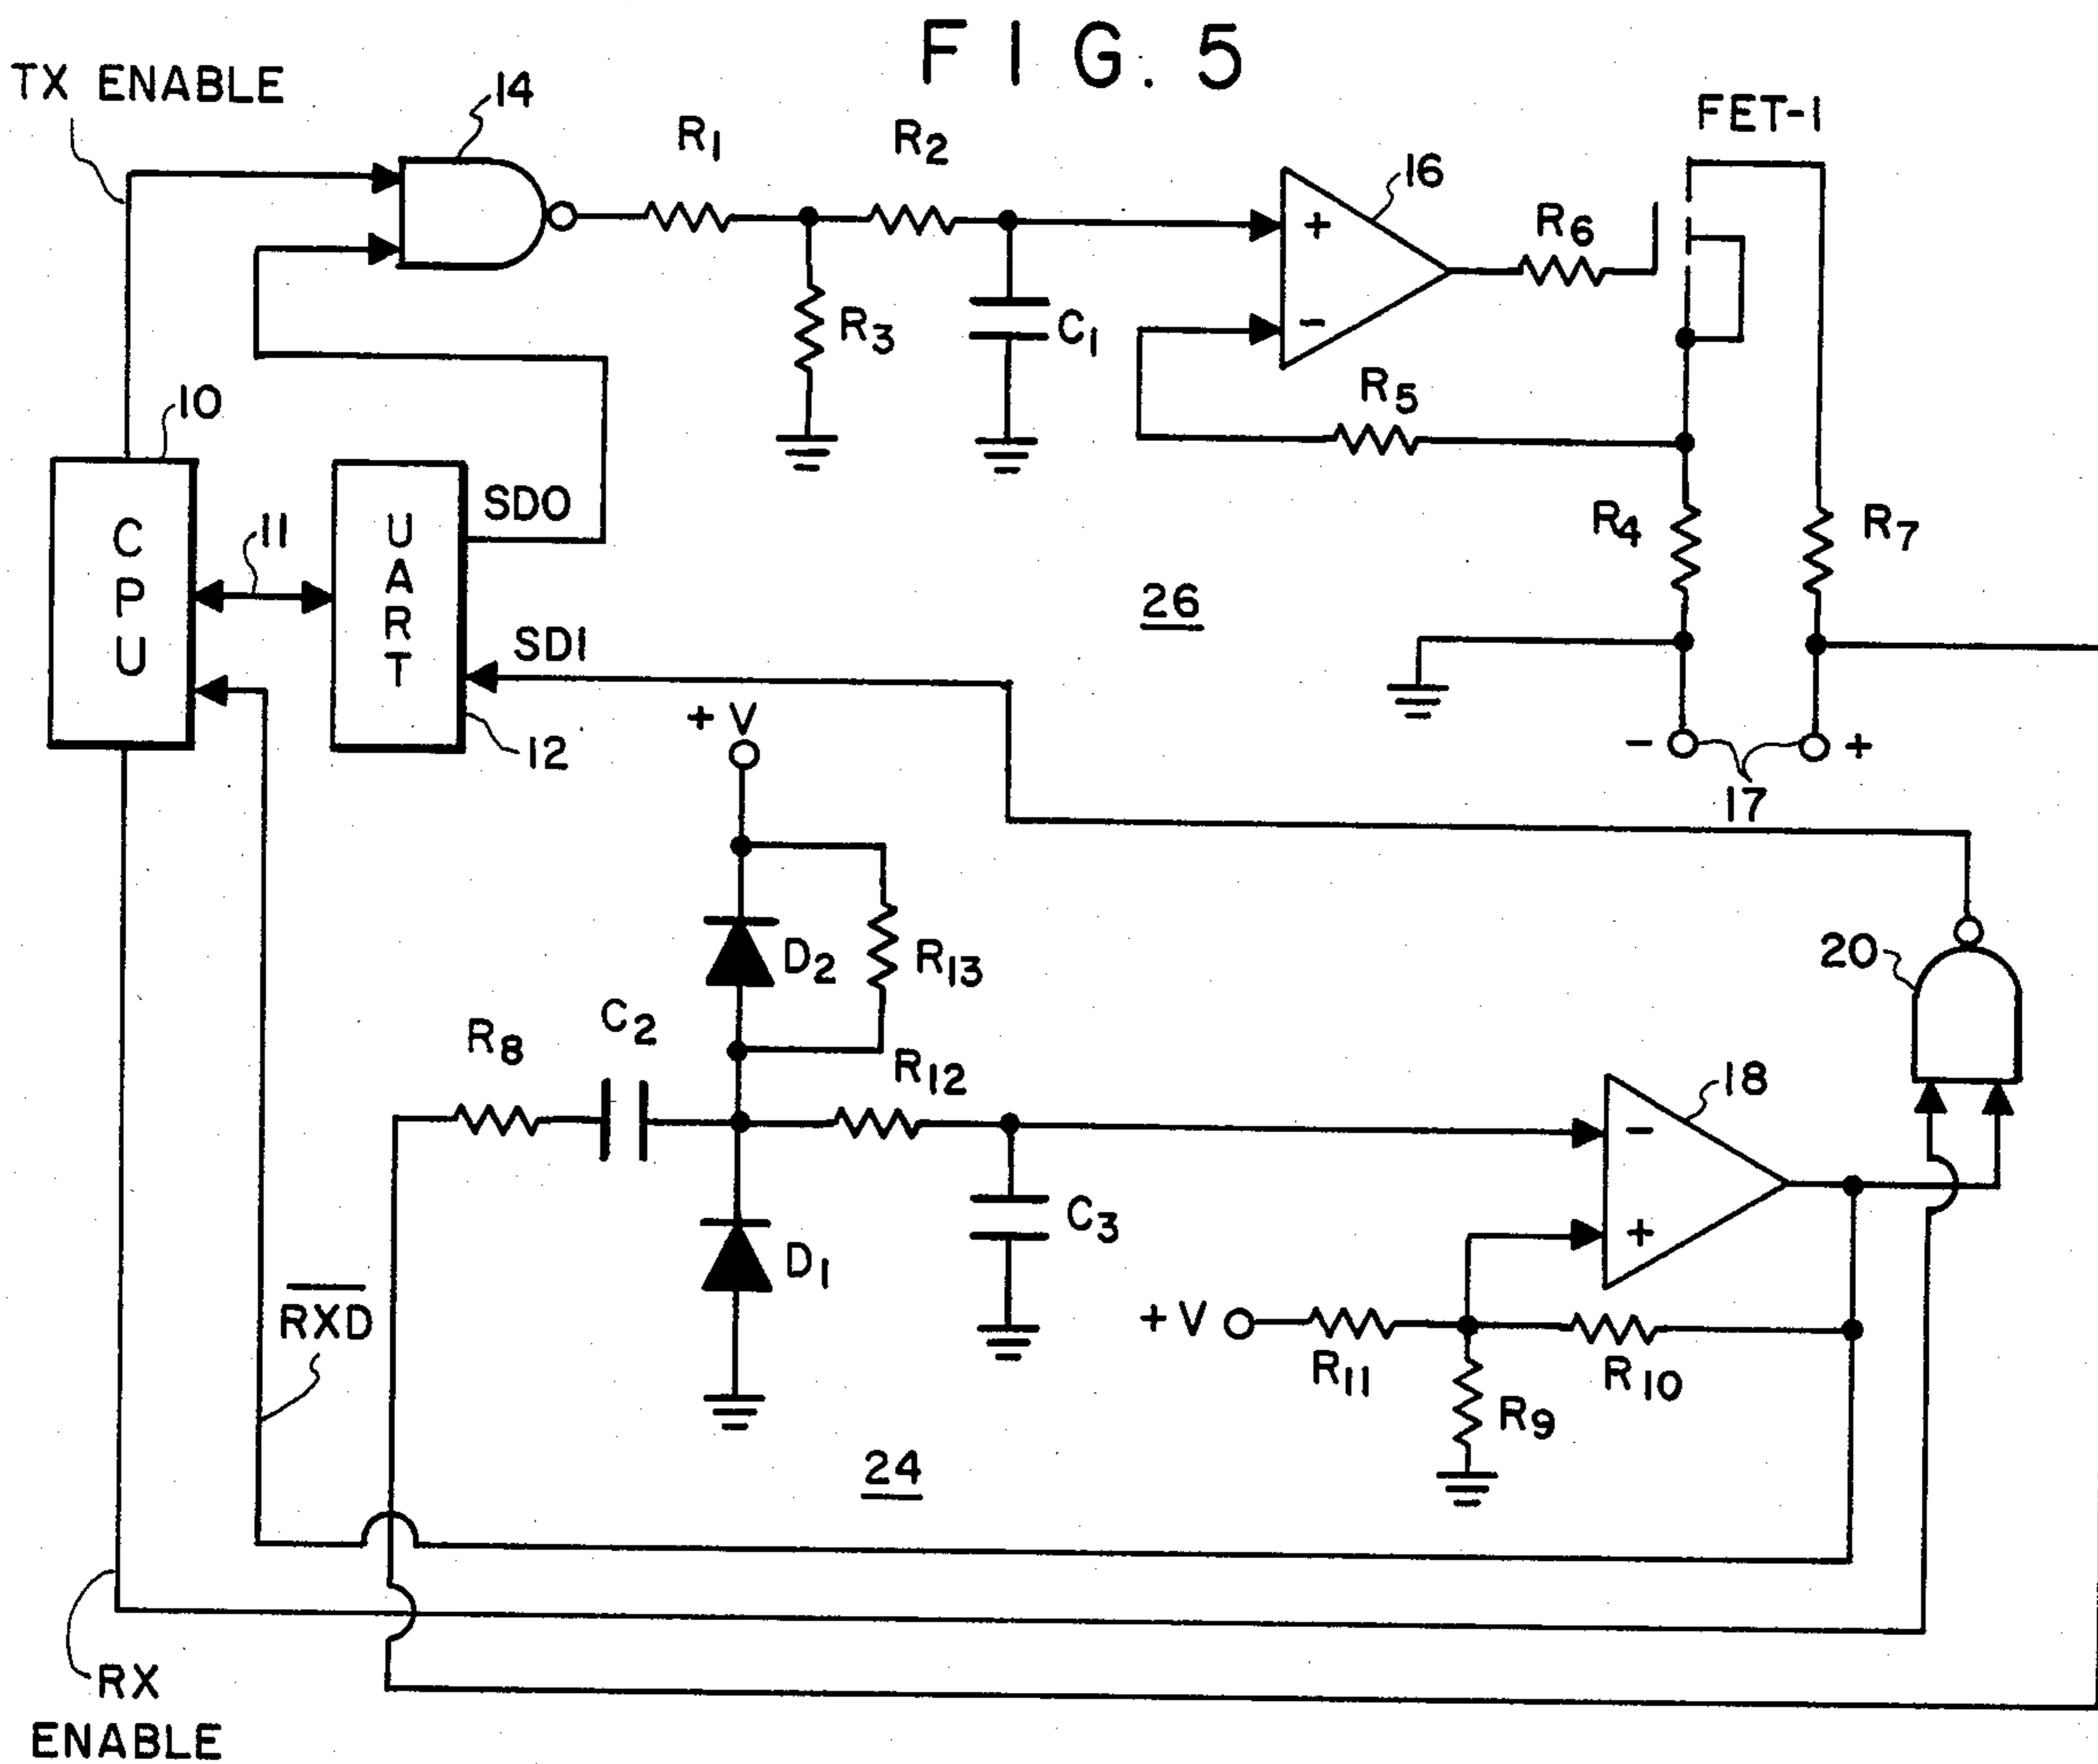 FIG. 5
TX ENABLE
14
R1
R2
R3
C1
16
+
-
R6
FET-1
R5
R4
R7
10
CPU
11
UART
SDO
SDI
12
26
- +
17
+ V
D2
R13
R8
C2
R12
D1
C3
18
-
+
20
+ V
R11
R10
R9
RXD
24
RX
ENABLE